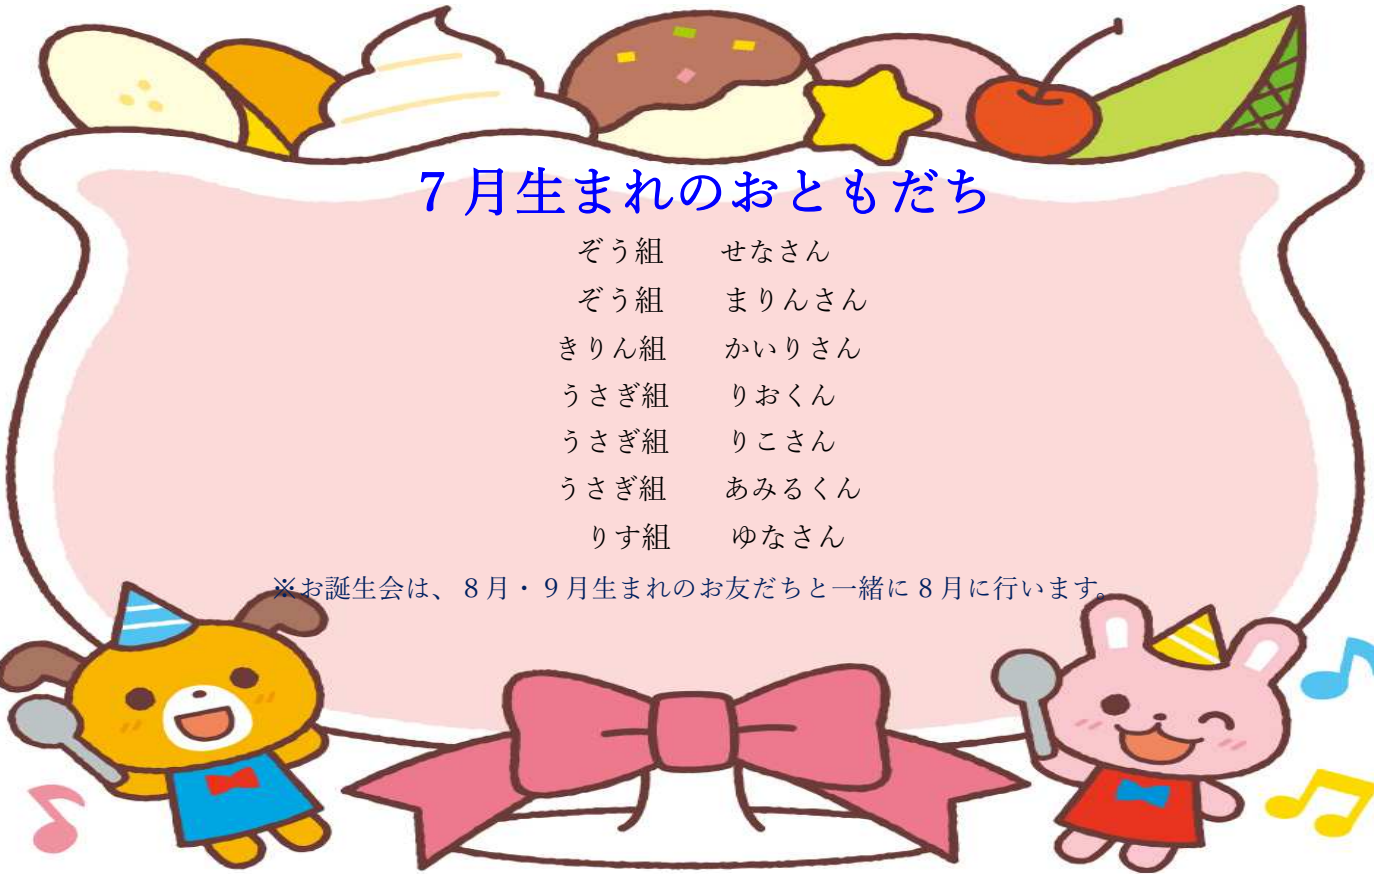 ７月生まれのおともだち
ぞう組　　せなさん
ぞう組　　まりんさん
きりん組　　かいりさん
うさぎ組　　りおくん
うさぎ組　　りこさん
うさぎ組　　あみるくん
りす組　　ゆなさん
※お誕生会は、８月・９月生まれのお友だちと一緒に８月に行います。